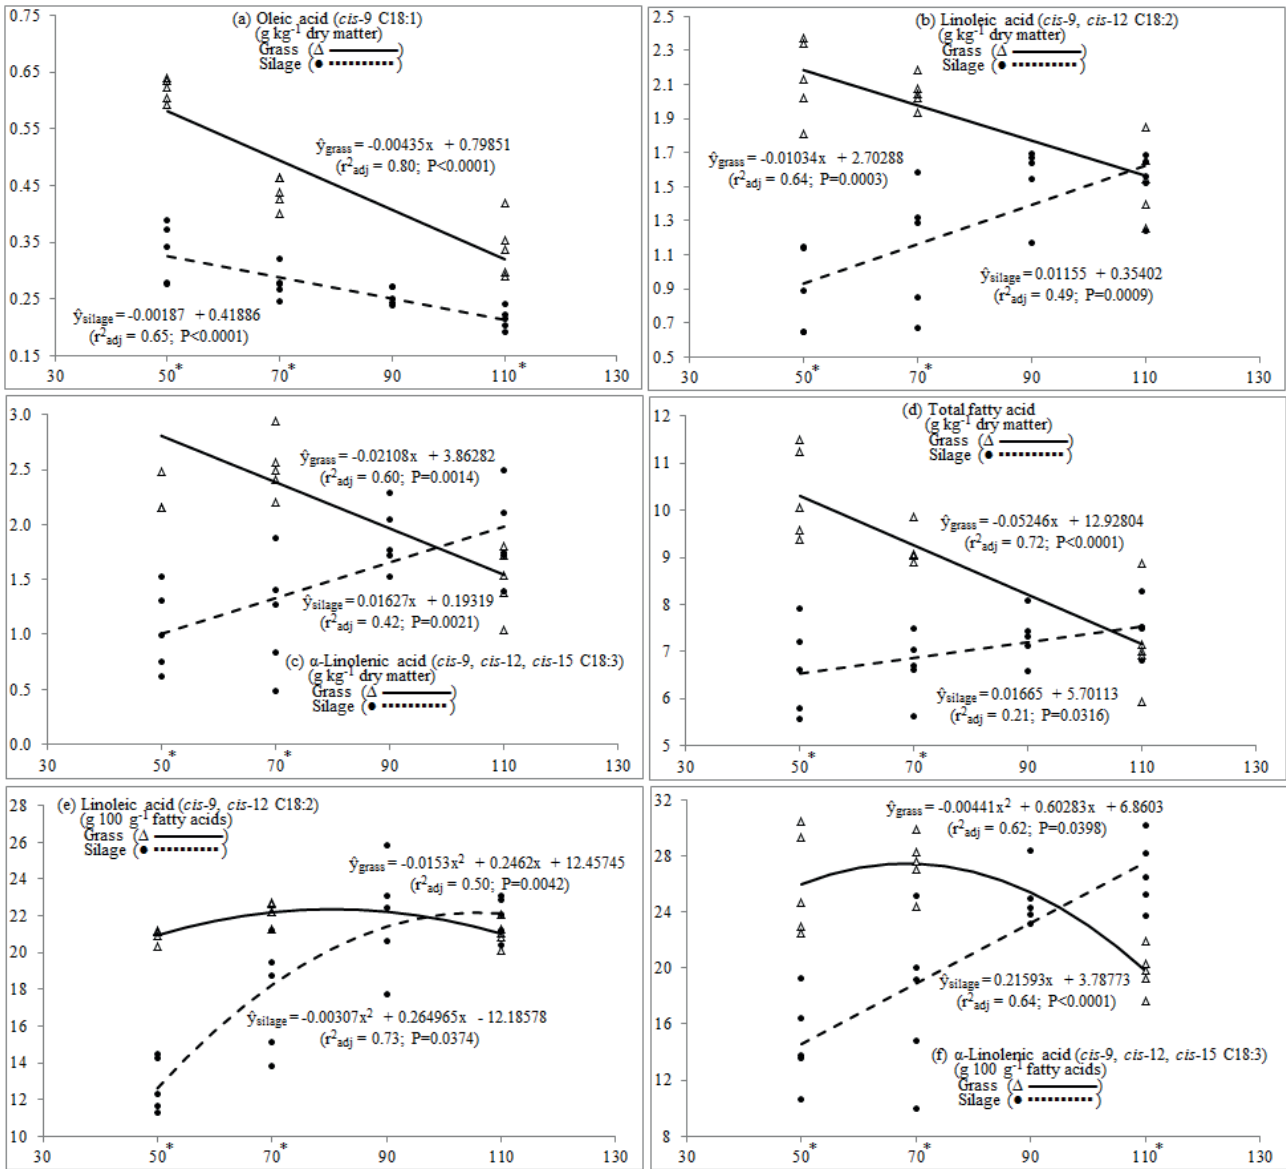 (a) Oleic acid (cis-9 C18:1)
(g kg-1 dry matter)
Grass (Δ ————)
Silage (● ▪▪▪▪▪▪▪▪▪▪)
0.75
0.65
0.55
0.45
0.35
0.25
0.15
ŷgrass = -0.00435x + 0.79851
(r2adj = 0.80; P<0.0001)
ŷsilage = -0.00187 + 0.41886
(r2adj = 0.65; P<0.0001)
30 50* 70* 90 110* 130
(b) Linoleic acid (cis-9, cis-12 C18:2)
(g kg-1 dry matter)
Grass (Δ ————)
Silage (● ▪▪▪▪▪▪▪▪▪▪)
2.5
2.3
2.1
1.9
1.7
1.5
1.3
1.1
0.9
0.7
0.5
ŷgrass = -0.01034x + 2.70288
(r2adj = 0.64; P=0.0003)
ŷsilage = 0.01155 + 0.35402
(r2adj = 0.49; P=0.0009)
30 50* 70* 90 110 130
3.0
2.5
2.0
1.5
1.0
0.5
0.0
ŷgrass = -0.02108x + 3.86282
(r2adj = 0.60; P=0.0014)
ŷsilage = 0.01627x + 0.19319
(r2adj = 0.42; P=0.0021)
(c) α-Linolenic acid (cis-9, cis-12, cis-15 C18:3)
(g kg-1 dry matter)
Grass (Δ ————)
Silage (● ▪▪▪▪▪▪▪▪▪▪)
30 50* 70* 90 110 130
(d) Total fatty acid
(g kg-1 dry matter)
Grass (Δ ————)
Silage (● ▪▪▪▪▪▪▪▪▪▪)
12
11
10
9
8
7
6
5
ŷgrass = -0.05246x + 12.92804
(r2adj = 0.72; P<0.0001)
ŷsilage = 0.01665 + 5.70113
(r2adj = 0.21; P=0.0316)
30 50* 70* 90 110 130
(e) Linoleic acid (cis-9, cis-12 C18:2)
(g 100 g-1 fatty acids)
Grass (Δ ————)
Silage (● ▪▪▪▪▪▪▪▪▪▪)
28
26
24
22
20
18
16
14
12
10
ŷgrass = -0.0153x2 + 0.2462x + 12.45745
(r2adj = 0.50; P=0.0042)
ŷsilage = -0.00307x2 + 0.264965x - 12.18578
(r2adj = 0.73; P=0.0374)
30 50* 70* 90 110 130
32
28
24
20
16
12
8
ŷgrass = -0.00441x2 + 0.60283x + 6.8603
(r2adj = 0.62; P=0.0398)
ŷsilage = 0.21593x + 3.78773
(r2adj = 0.64; P<0.0001)
(f) α-Linolenic acid (cis-9, cis-12, cis-15 C18:3)
(g 100 g-1 fatty acids)
Grass (Δ ————)
Silage (● ▪▪▪▪▪▪▪▪▪▪)
30 50* 70* 90 110* 130